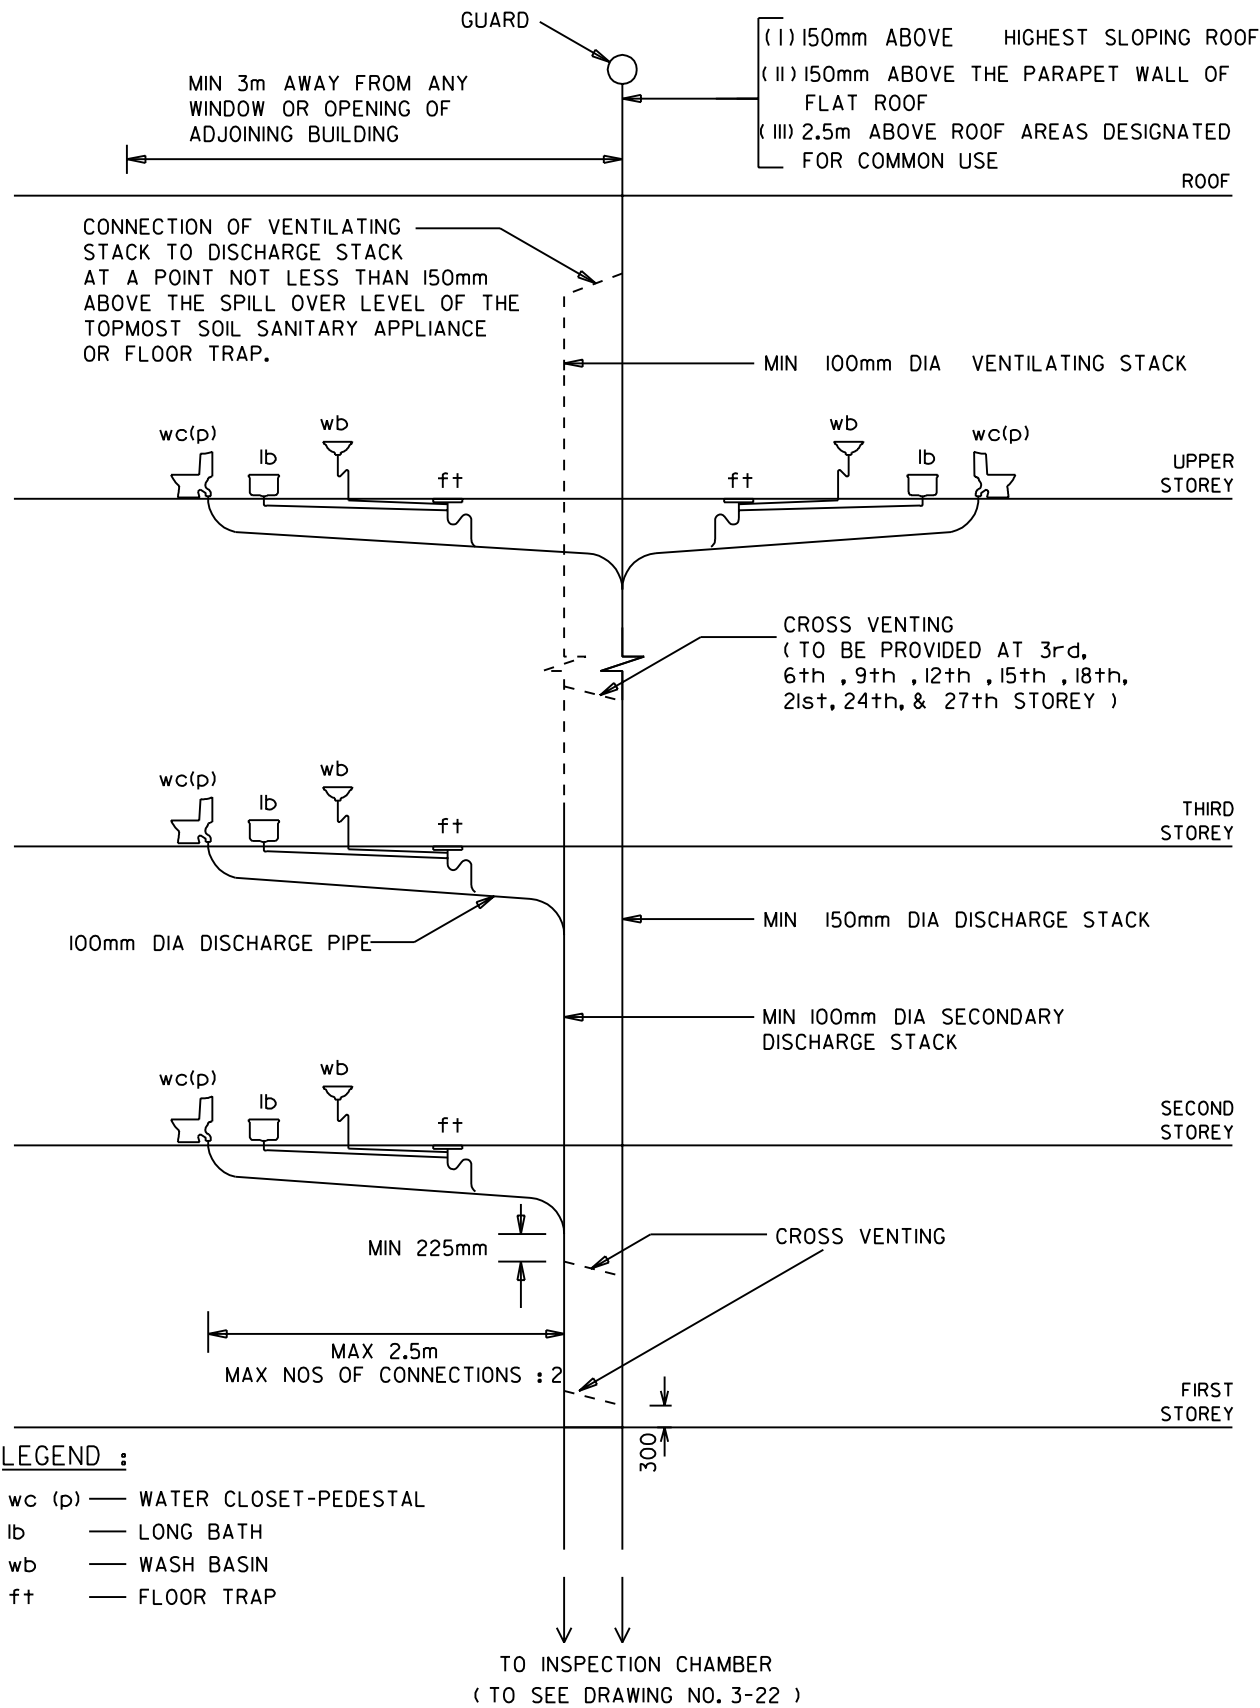 GUARD
(I) 150mm ABOVE HIGHEST SLOPING ROOF
(II) 150mm ABOVE THE PARAPET WALL OF
FLAT ROOF
(III) 2.5m ABOVE ROOF AREAS DESIGNATED
FOR COMMON USE
MIN 3m AWAY FROM ANY
WINDOW OR OPENING OF
ADJOINING BUILDING
ROOF
CONNECTION OF VENTILATING
STACK TO DISCHARGE STACK
AT A POINT NOT LESS THAN 150mm
ABOVE THE SPILL OVER LEVEL OF THE
TOPMOST SOIL SANITARY APPLIANCE
OR FLOOR TRAP.
MIN 100mm DIA VENTILATING STACK
wc(p)
lb
wb
ft
ft
wb
lb
wc(p)
UPPER
STOREY
CROSS VENTING
( TO BE PROVIDED AT 3rd,
6th , 9th , 12th , 15th , 18th,
21st, 24th, & 27th STOREY )
wc(p)
lb
wb
ft
THIRD
STOREY
MIN 150mm DIA DISCHARGE STACK
100mm DIA DISCHARGE PIPE
MIN 100mm DIA SECONDARY
DISCHARGE STACK
wc(p)
lb
wb
ft
SECOND
STOREY
MIN 225mm
CROSS VENTING
MAX 2.5m
MAX NOS OF CONNECTIONS : 2
FIRST
STOREY
300
LEGEND :
wc (p) — WATER CLOSET-PEDESTAL
lb — LONG BATH
wb — WASH BASIN
ft — FLOOR TRAP
TO INSPECTION CHAMBER
( TO SEE DRAWING NO. 3-22 )